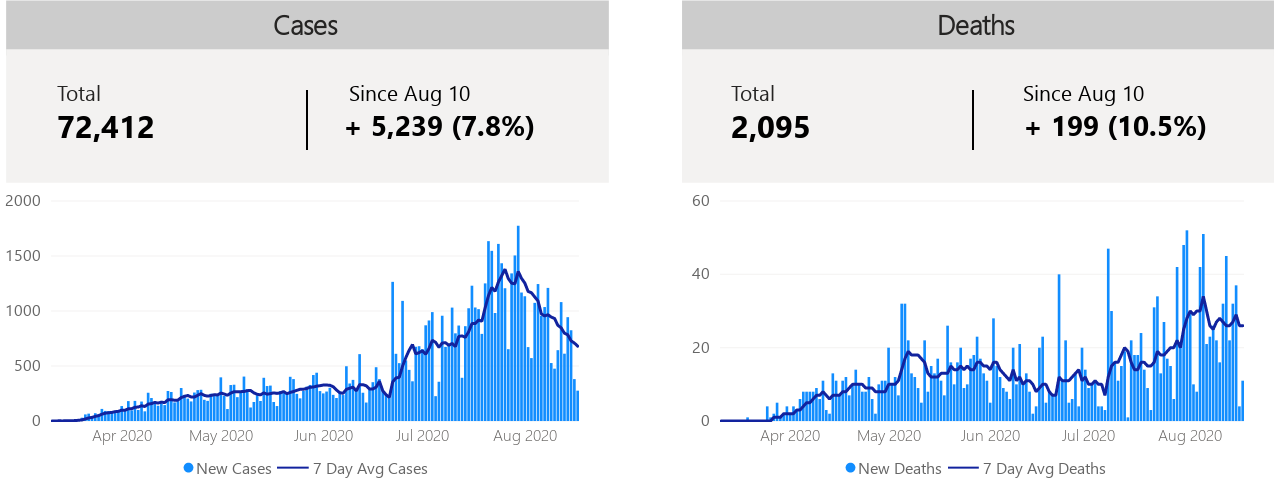 Cases
Total
Since Aug 10
72,412
+ 5,239 (7.8%)
2000
1500
1000
500
0
Apr 2020 May 2020 Jun 2020 Jul 2020 Aug 2020
New Cases 7 Day Avg Cases
Deaths
Total
Since Aug 10
2,095
+ 199 (10.5%)
60
40
20
0
Apr 2020 May 2020 Jun 2020 Jul 2020 Aug 2020
New Deaths 7 Day Avg Deaths